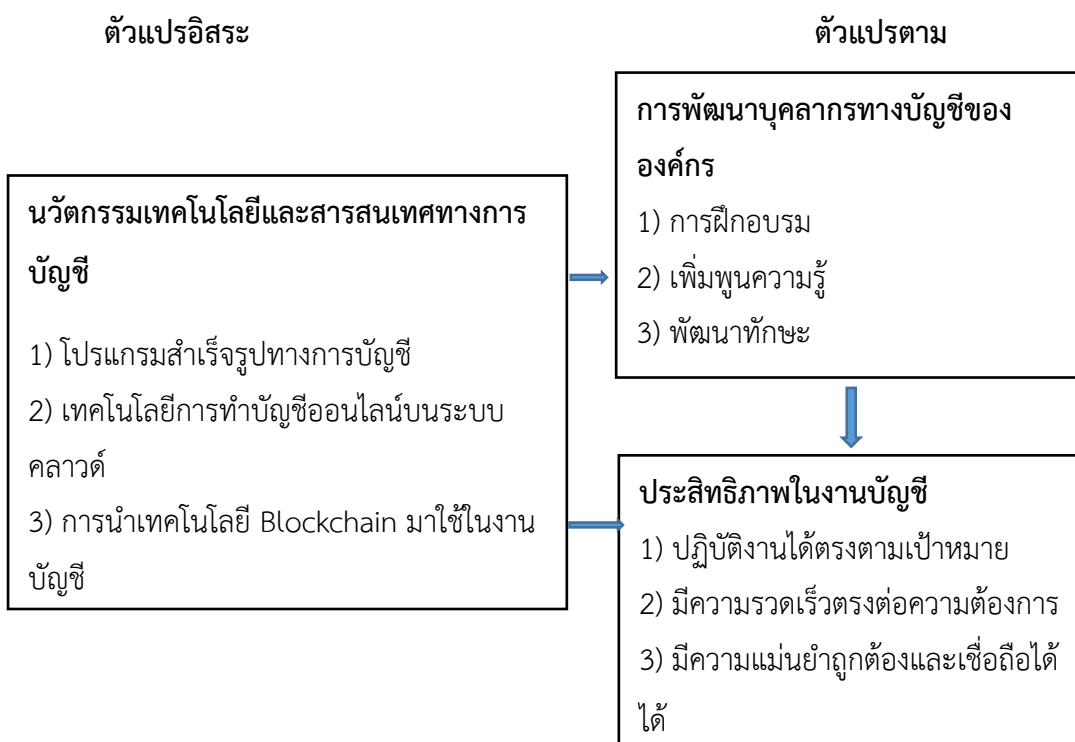 ตัวแปรอิสระ
ตัวแปรตาม
นวัตกรรมเทคโนโลยีและสารสนเทศทางการ
บัญชี
1) โปรแกรมสำเร็จรูปทางการบัญชี
2) เทคโนโลยีการทำบัญชีออนไลน์บนระบบ
คลาวด์
3) การนำเทคโนโลยี Blockchain มาใช้ในงาน
บัญชี
การพัฒนาบุคลากรทางบัญชีของ
องค์กร
1) การฝึกอบรม
2) เพิ่มพูนความรู้
3) พัฒนาทักษะ
ประสิทธิภาพในงานบัญชี
1) ปฏิบัติงานได้ตรงตามเป้าหมาย
2) มีความรวดเร็วตรงต่อความต้องการ
3) มีความแม่นยำถูกต้องและเชื่อถือได้
ได้